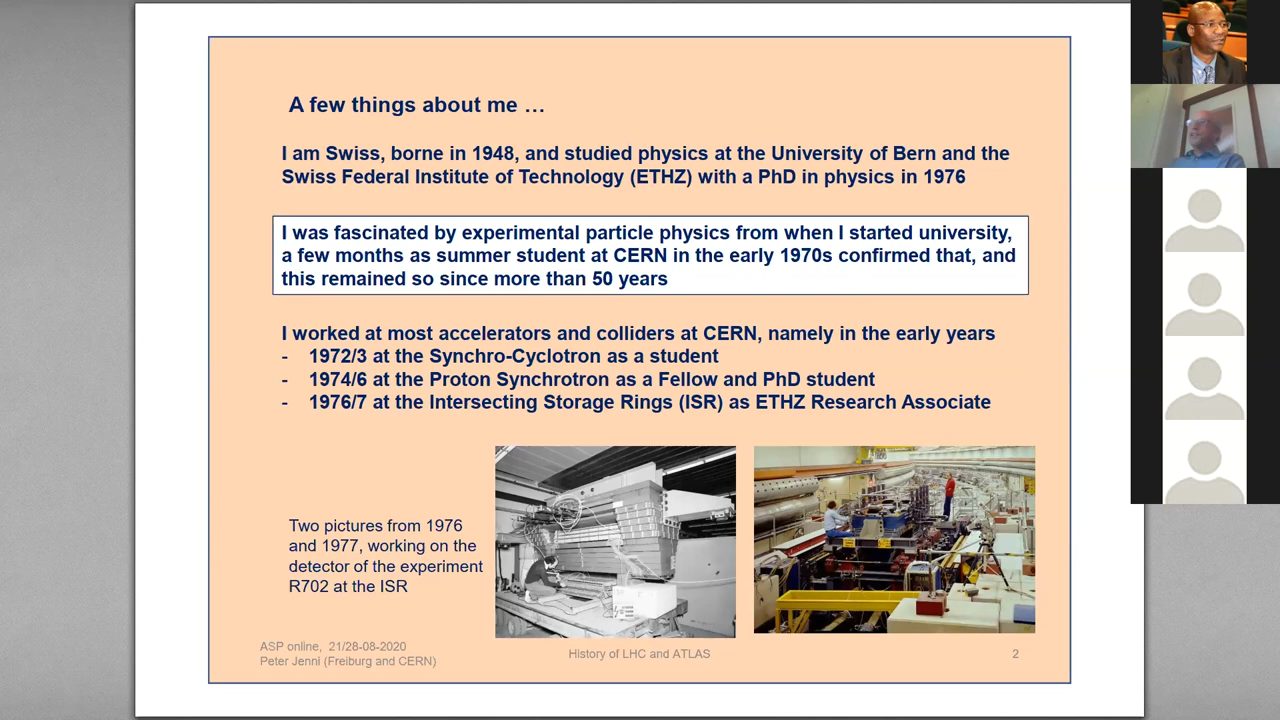 A few things about me …
I am Swiss, borne in 1948, and studied physics at the University of Bern and the
Swiss Federal Institute of Technology (ETHZ) with a PhD in physics in 1976
I was fascinated by experimental particle physics from when I started university,
a few months as summer student at CERN in the early 1970s confirmed that, and
this remained so since more than 50 years
I worked at most accelerators and colliders at CERN, namely in the early years
- 1972/3 at the Synchro-Cyclotron as a student
- 1974/6 at the Proton Synchrotron as a Fellow and PhD student
- 1976/7 at the Intersecting Storage Rings (ISR) as ETHZ Research Associate
Two pictures from 1976
and 1977, working on the
detector of the experiment
R702 at the ISR
ASP online, 21/28-08-2020
Peter Jenni (Freiburg and CERN)
History of LHC and ATLAS
2